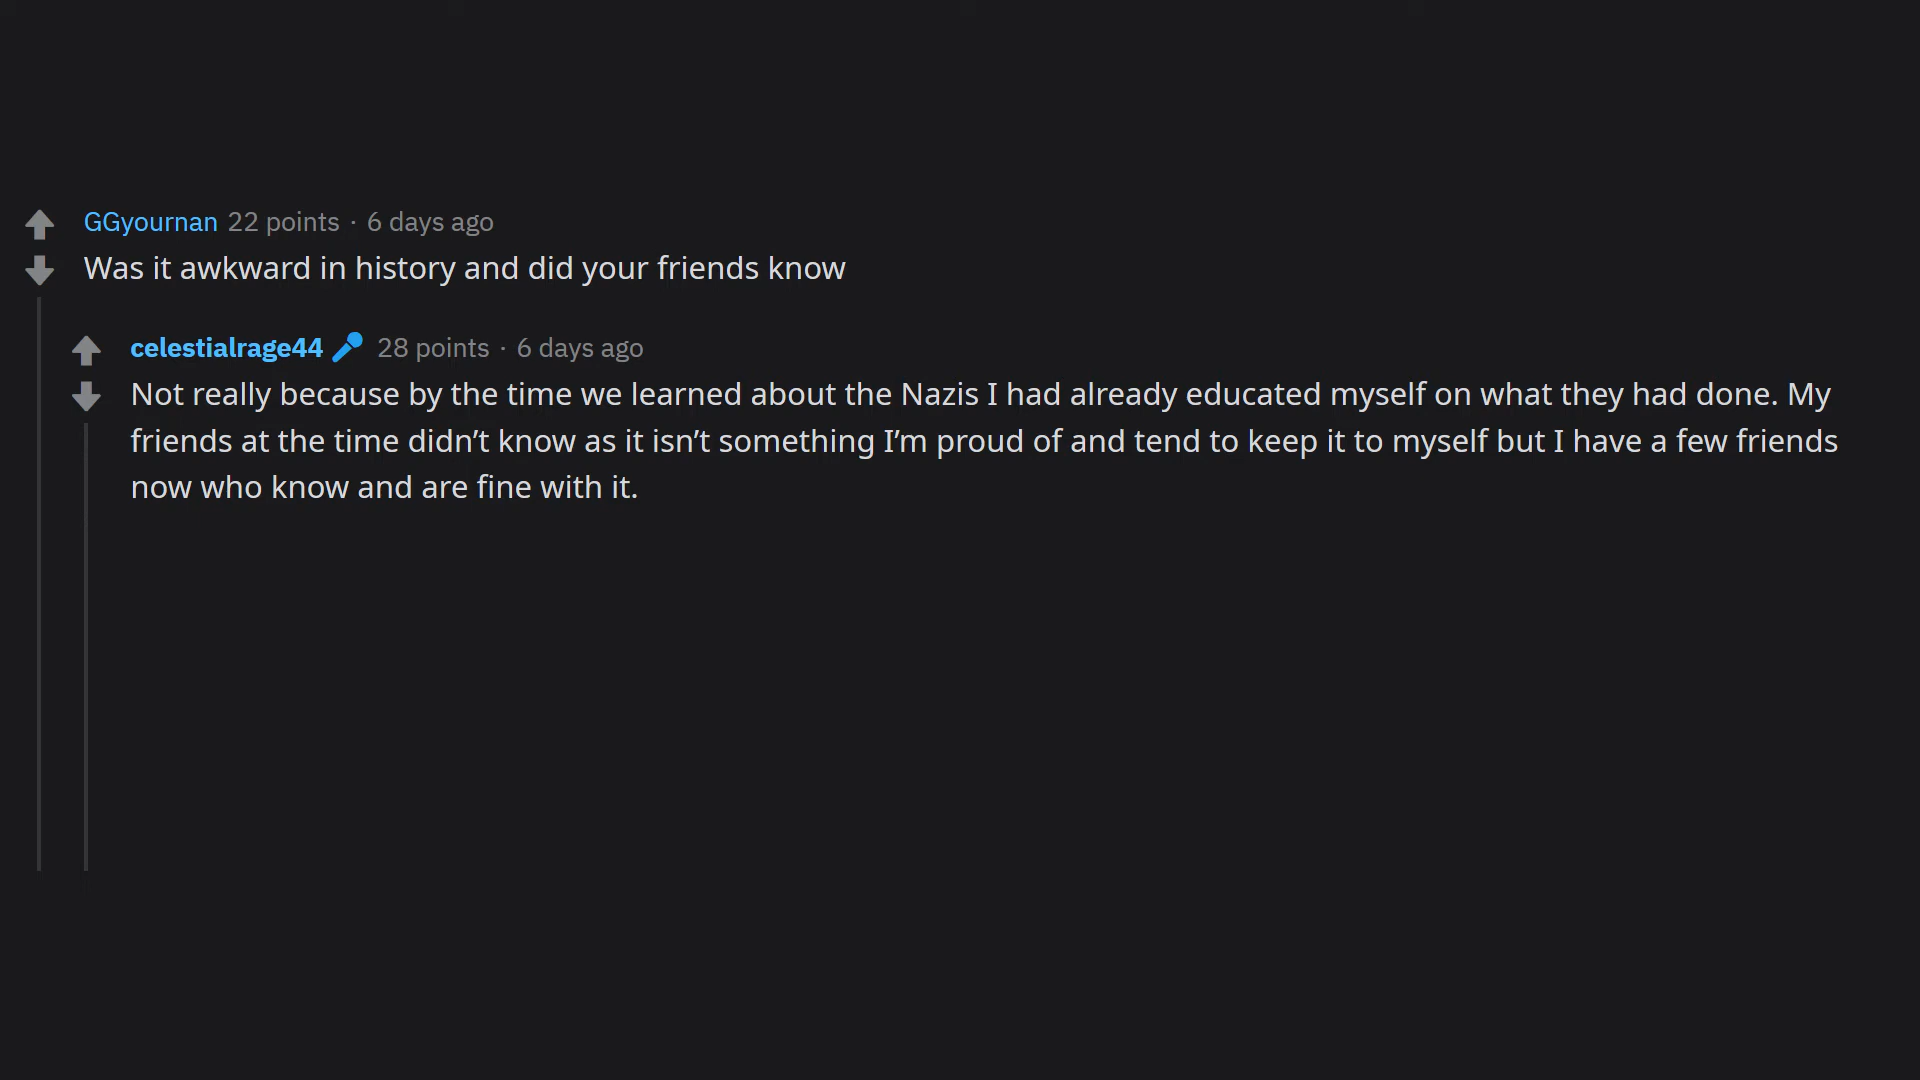 GGyournan 22 points · 6 days ago
Was it awkward in history and did your friends know
celestialrage44 28 points · 6 days ago
Not really because by the time we learned about the Nazis I had already educated myself on what they had done. My
friends at the time didn’t know as it isn’t something I’m proud of and tend to keep it to myself but I have a few friends
now who know and are fine with it.